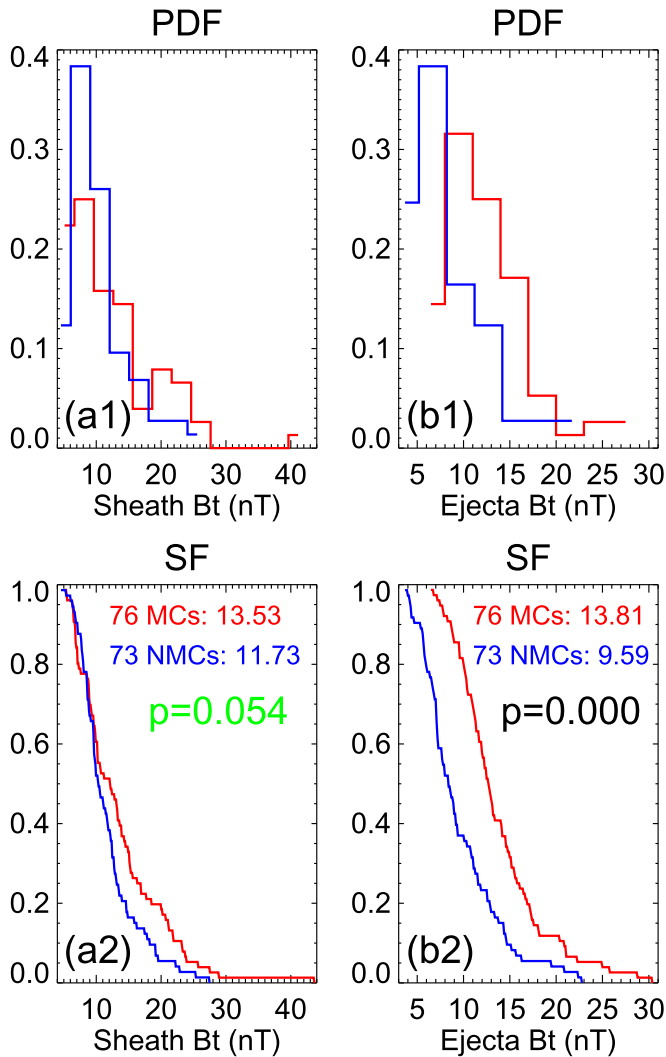 PDF
0.4
0.3
0.2
0.1
0.0
(a1)
10 20 30 40
Sheath Bt (nT)
PDF
0.4
0.3
0.2
0.1
0.0
(b1)
5 10 15 20 25 30
Ejecta Bt (nT)
SF
1.0
0.8
0.6
0.4
0.2
0.0
76 MCs: 13.53
73 NMCs: 11.73
p=0.054
(a2)
10 20 30 40
Sheath Bt (nT)
SF
1.0
0.8
0.6
0.4
0.2
0.0
76 MCs: 13.81
73 NMCs: 9.59
p=0.000
(b2)
5 10 15 20 25 30
Ejecta Bt (nT)